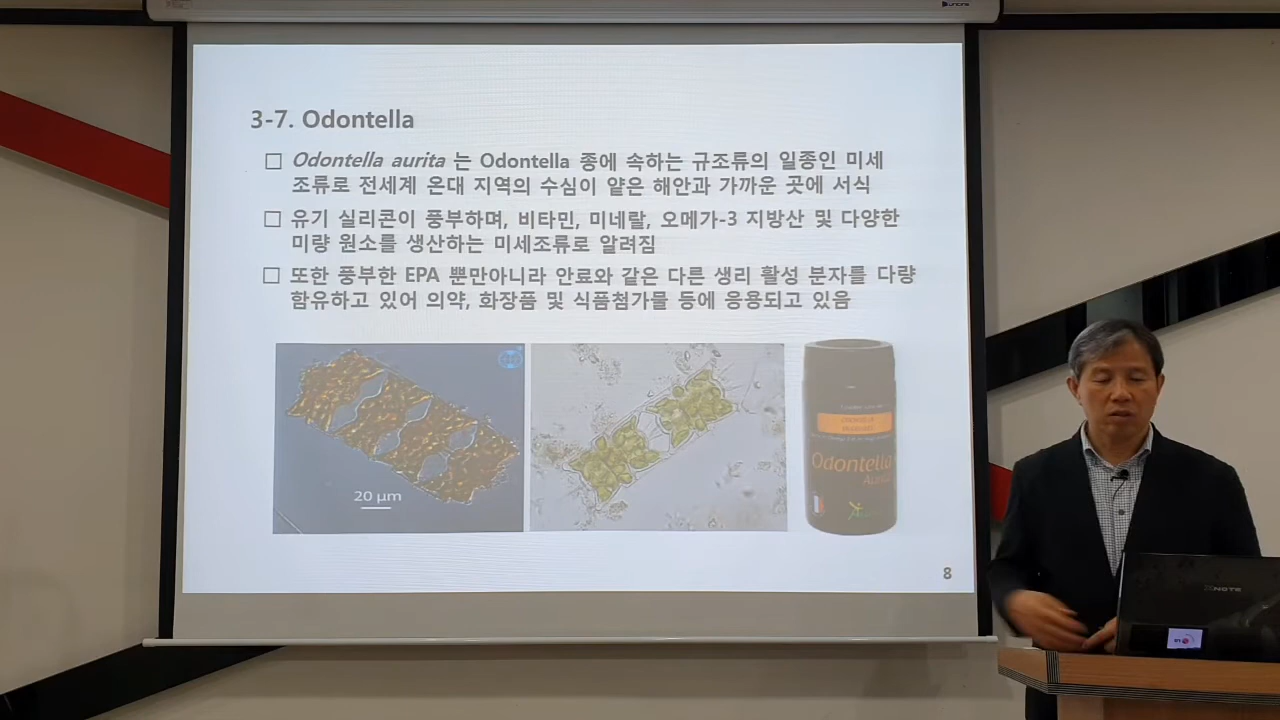 3-7. Odontella
□ Odontella aurita 는 Odontella 종에 속하는 규조류의 일종인 미세
조류로 전세계 온대 지역의 수심이 얕은 해안과 가까운 곳에 서식
□ 유기 실리콘이 풍부하며, 비타민, 미네랄, 오메가-3 지방산 및 다양한
미량 원소를 생산하는 미세조류로 알려짐
□ 또한 풍부한 EPA 뿐만아니라 안료와 같은 다른 생리 활성 분자를 다량
함유하고 있어 의약, 화장품 및 식품첨가물 등에 응용되고 있음
20 µm
Odontella
8
XNOTE